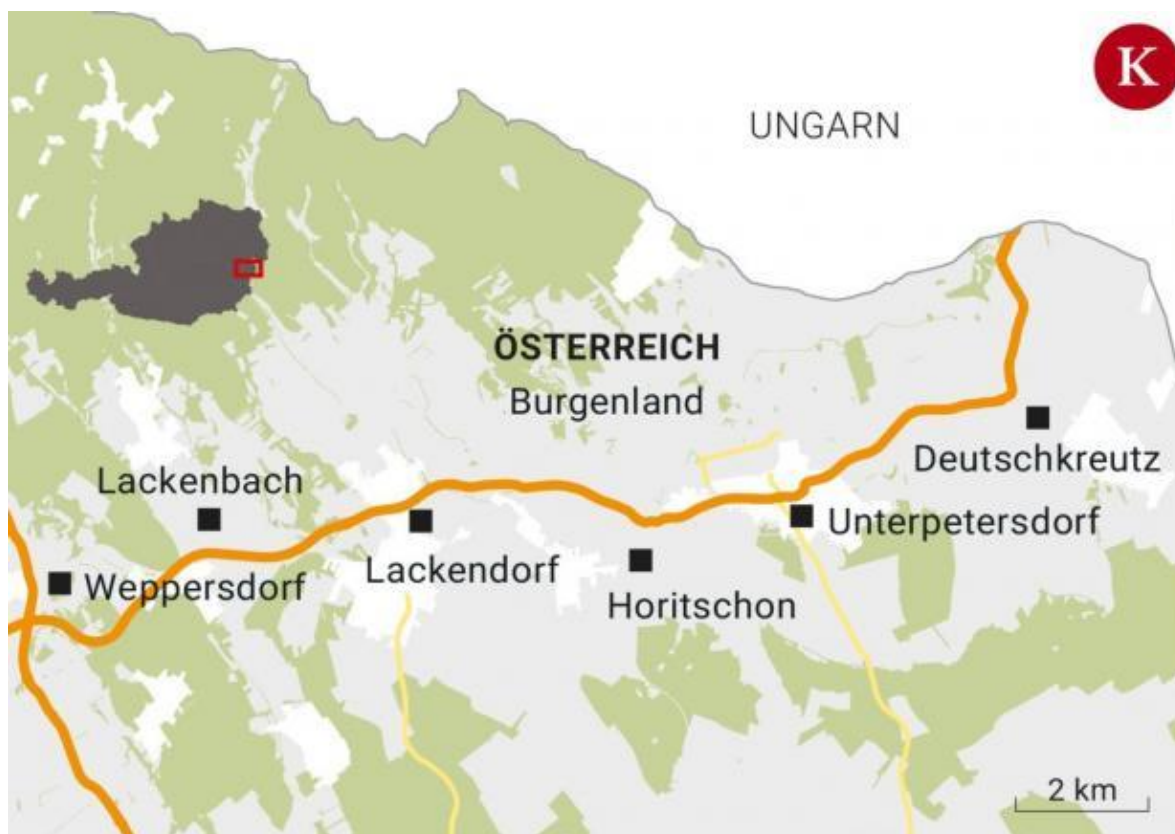 K
UNGARN
ÖSTERREICH
Burgenland
Deutschkreutz
Lackenbach
Unterpetersdorf
Lackendorf
Weppersdorf
Horitschon
2 km